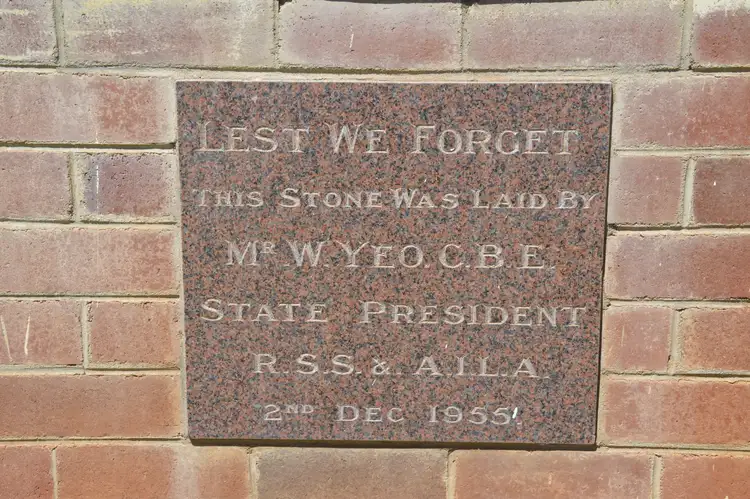 LEST WE FORGET
THIS STONE WAS LAID BY
MR W. YEO. C.B.E.
STATE PRESIDENT
R.S.S. & A.I.L.A
2ND DEC 1955